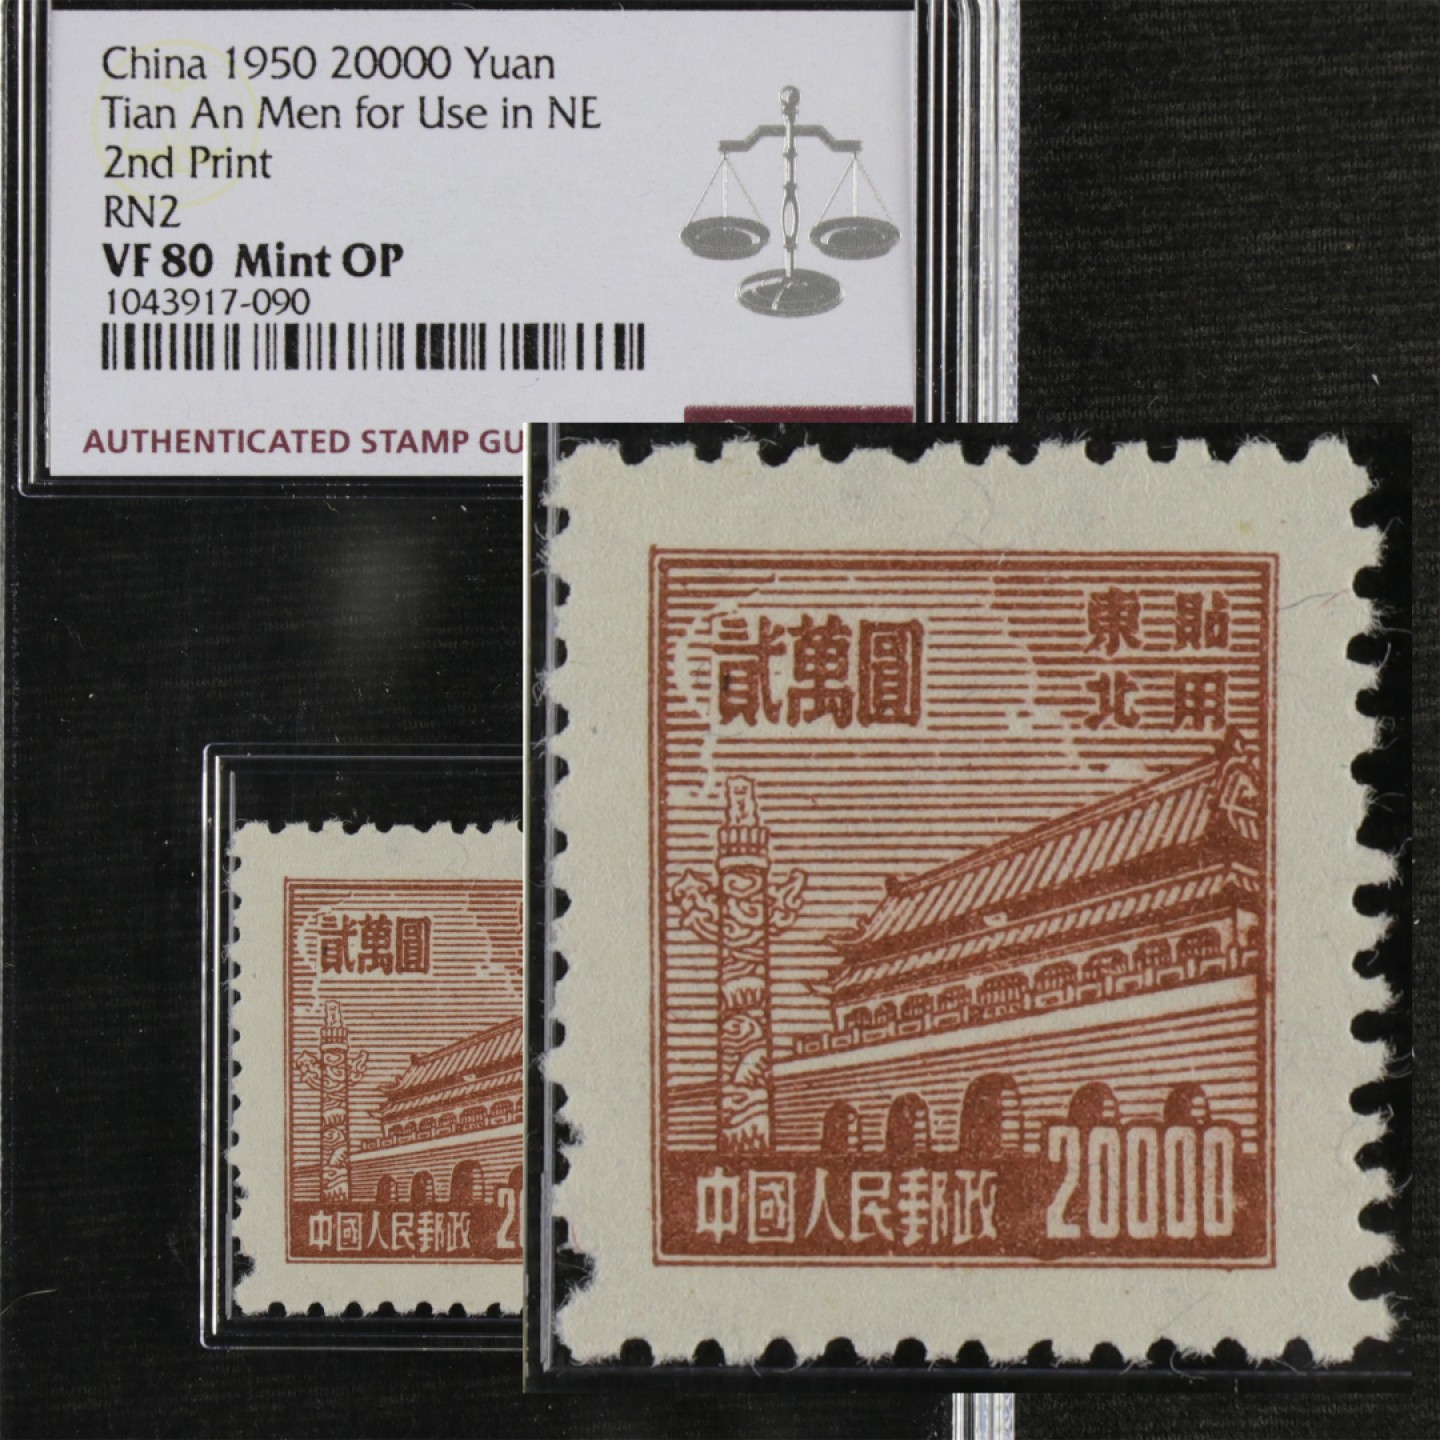 China 1950 20000 Yuan
Tian An Men for Use in NE
2nd Print
RN2
VF 80 Mint OP
1043917-090
AUTHENTICATED STAMP GU
貳萬圓
中國人民郵政
2
東 貼
北 用
貳萬圓
中國人民郵政
20000